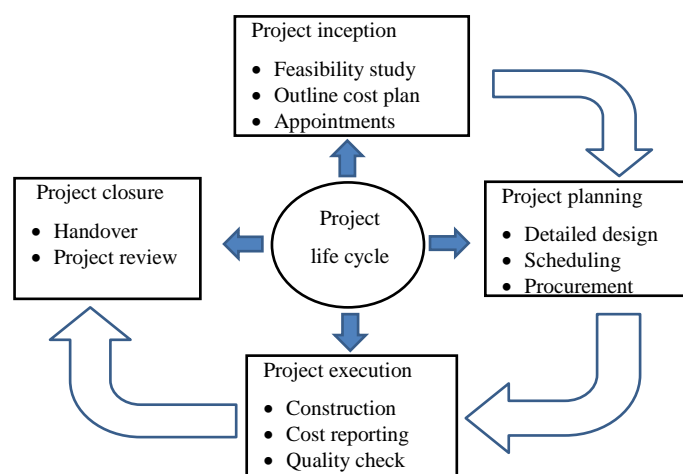 Project inception
• Feasibility study
• Outline cost plan
• Appointments
Project closure
• Handover
• Project review
Project
life cycle
Project planning
• Detailed design
• Scheduling
• Procurement
Project execution
• Construction
• Cost reporting
• Quality check